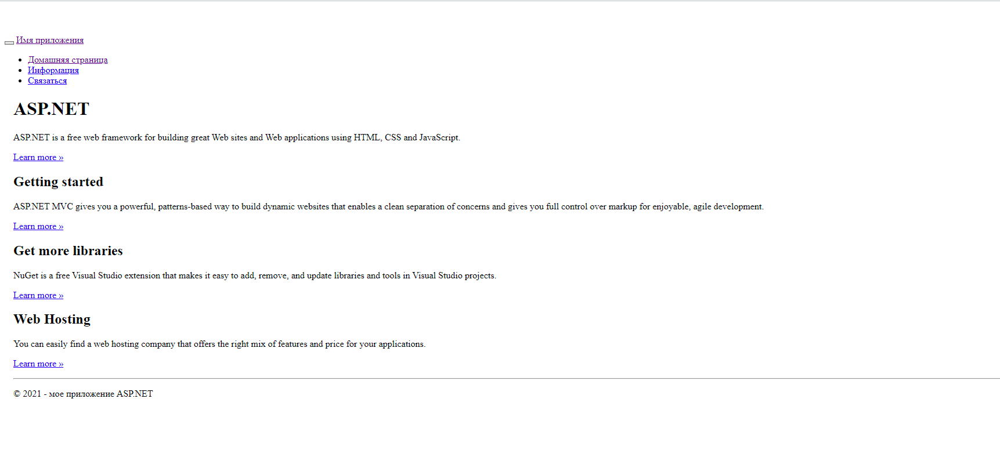 Имя приложения
Домашняя страница
Информация
Связаться
ASP.NET
ASP.NET is a free web framework for building great Web sites and Web applications using HTML, CSS and JavaScript.
Learn more »
Getting started
ASP.NET MVC gives you a powerful, patterns-based way to build dynamic websites that enables a clean separation of concerns and gives you full control over markup for enjoyable, agile development.
Learn more »
Get more libraries
NuGet is a free Visual Studio extension that makes it easy to add, remove, and update libraries and tools in Visual Studio projects.
Learn more »
Web Hosting
You can easily find a web hosting company that offers the right mix of features and price for your applications.
Learn more »
© 2021 - мое приложение ASP.NET